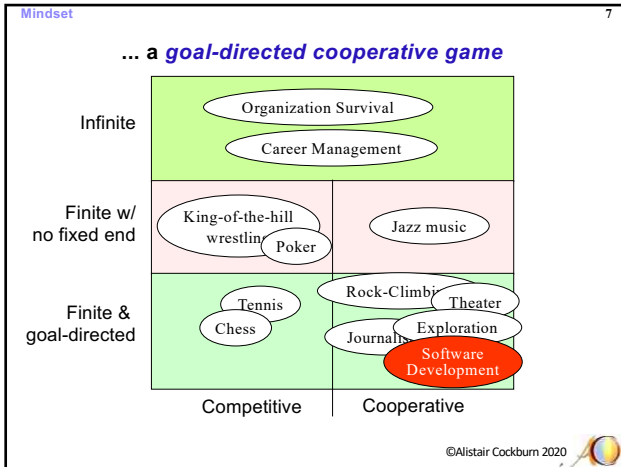 Mindset
7
... a goal-directed cooperative game
Infinite
Organization Survival
Career Management
Finite w/
no fixed end
King-of-the-hill
wrestlin
Poker
Jazz music
Finite &
goal-directed
Tennis
Chess
Rock-Climbi
Theater
Journalis
Exploration
Software
Development
Competitive
Cooperative
©Alistair Cockburn 2020